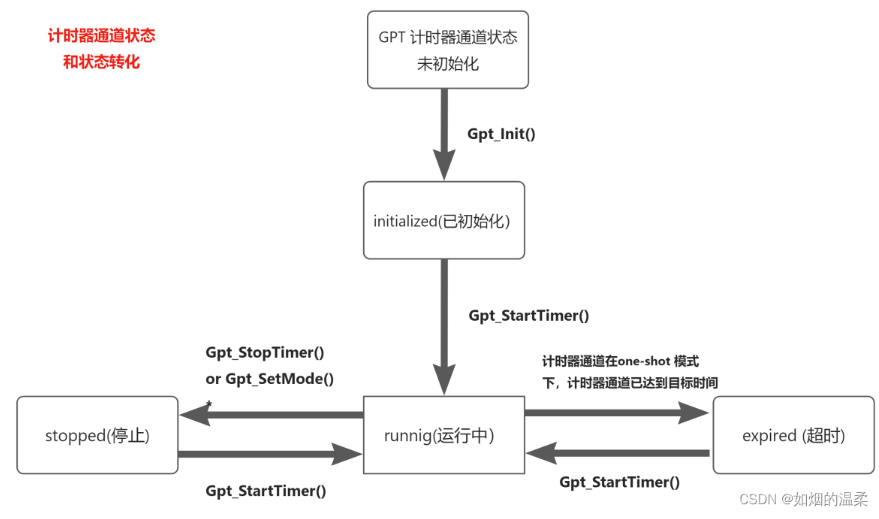 计时器通道状态
和状态转化
GPT 计时器通道状态
未初始化
Gpt_Init()
initialized(已初始化)
Gpt_StartTimer()
Gpt_StopTimer()
or Gpt_SetMode()
*
计时器通道在one-shot 模式
下，计时器通道已达到目标时间
stopped(停止)
runnig(运行中)
expired (超时)
Gpt_StartTimer()
Gpt_StartTimer()
CSDN @如烟的温柔